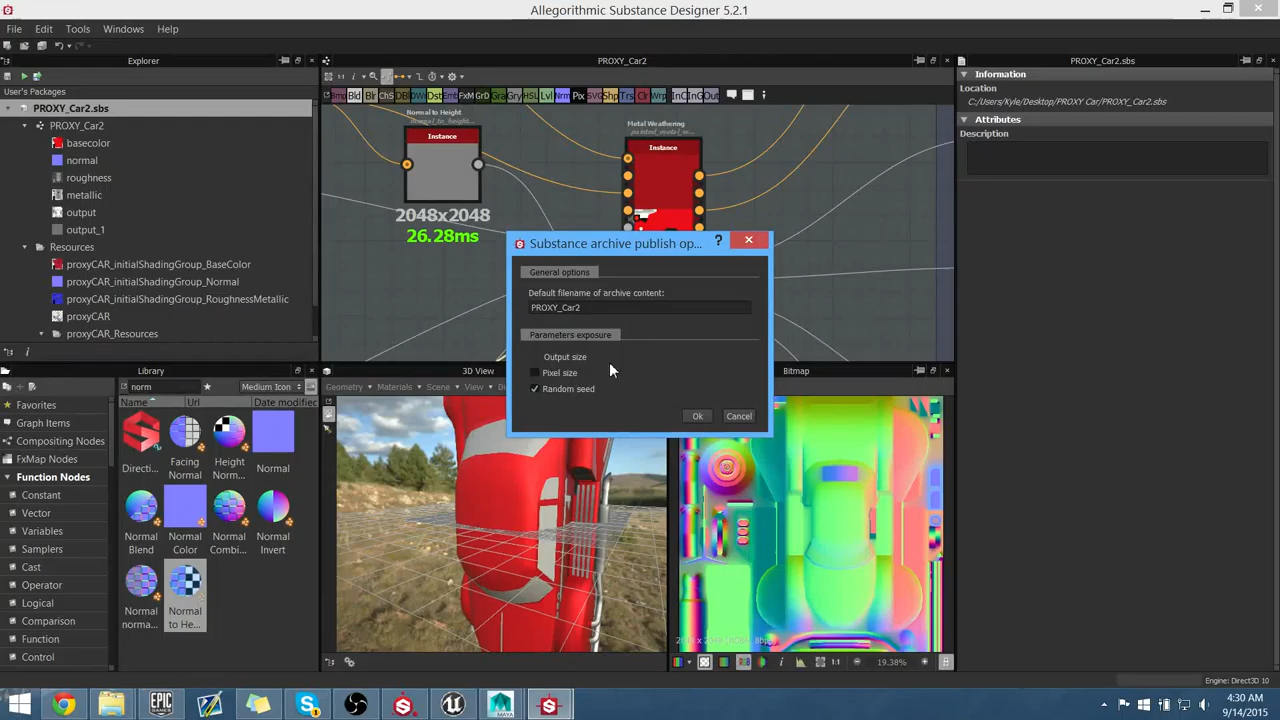 Allegorithmic Substance Designer 5.2.1
File Edit Tools Windows Help
Explorer
PROXY_Car2
PROXY_Car2.sbs
User's Packages
PROXY_Car2.sbs
PROXY_Car2
basecolor
normal
roughness
metallic
output
output_1
Resources
proxyCAR_initialShadingGroup_BaseColor
proxyCAR_initialShadingGroup_Normal
proxyCAR_initialShadingGroup_RoughnessMetallic
proxyCAR
proxyCAR_Resources
Normal to Height
Instance
2048x2048
26.28ms
Metal Weathering
Instance
Information
Location
C:/Users/Kyle/Desktop/PROXY Car/PROXY_Car2.sbs
Attributes
Description
Substance archive publish op...
General options
Default filename of archive content:
PROXY_Car2
Parameters exposure
Output size
Pixel size
Random seed
Ok Cancel
Library
norm
Medium Icon
Favorites
Graph Items
Compositing Nodes
FxMap Nodes
Function Nodes
Constant
Vector
Variables
Samplers
Cast
Operator
Logical
Comparison
Function
Control
Name Url Date modified
Directi...
Facing Normal
Height Norm...
Normal
Normal Blend
Normal Color
Normal Combi...
Normal Invert
Normal norma...
Normal to He...
3D View
Geometry Materials Scene View
Bitmap
19.38%
Engine: Direct3D 10
EPIC
MAYA
4:30 AM
9/14/2015